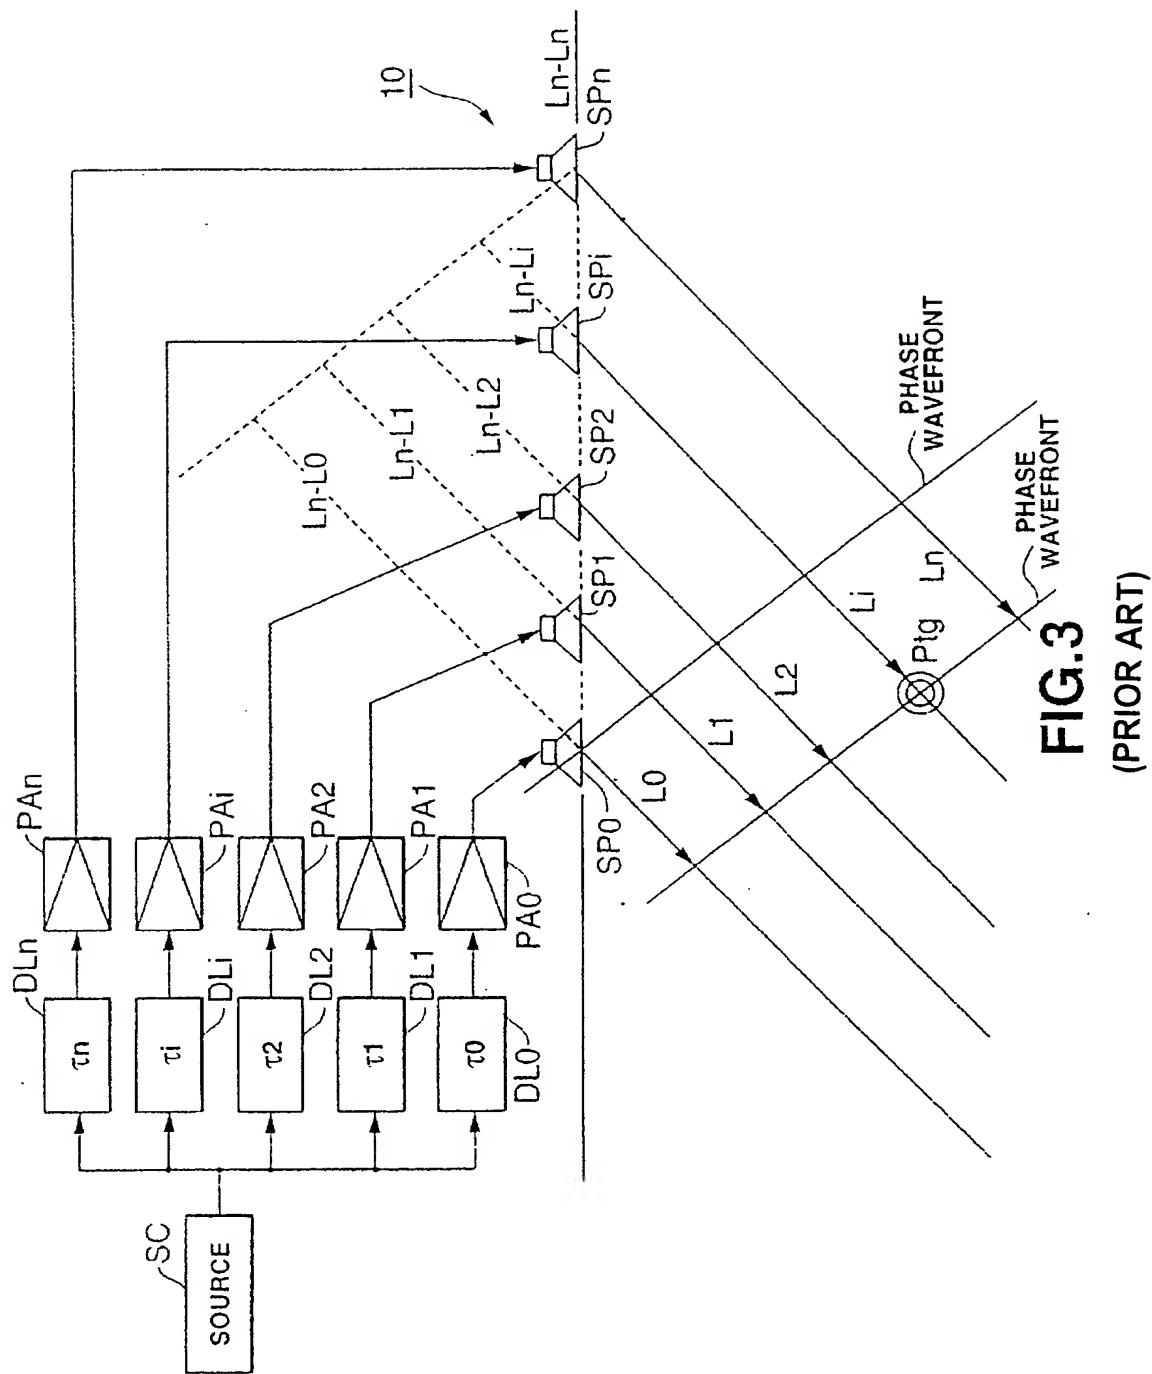 10
Ln-Ln
SPn
Ln-Li
SPi
Ln-L2
SP2
Ln-L1
SP1
Ln-L0
SP0
PAn
PAi
PA2
PA1
PA0
DLn
DLi
DL2
DL1
DL0
τn
τi
τ2
τ1
τ0
SC
SOURCE
L0
L1
L2
Li
Ln
Ptg
PHASE
WAVEFRONT
PHASE
WAVEFRONT
FIG.3
(PRIOR ART)